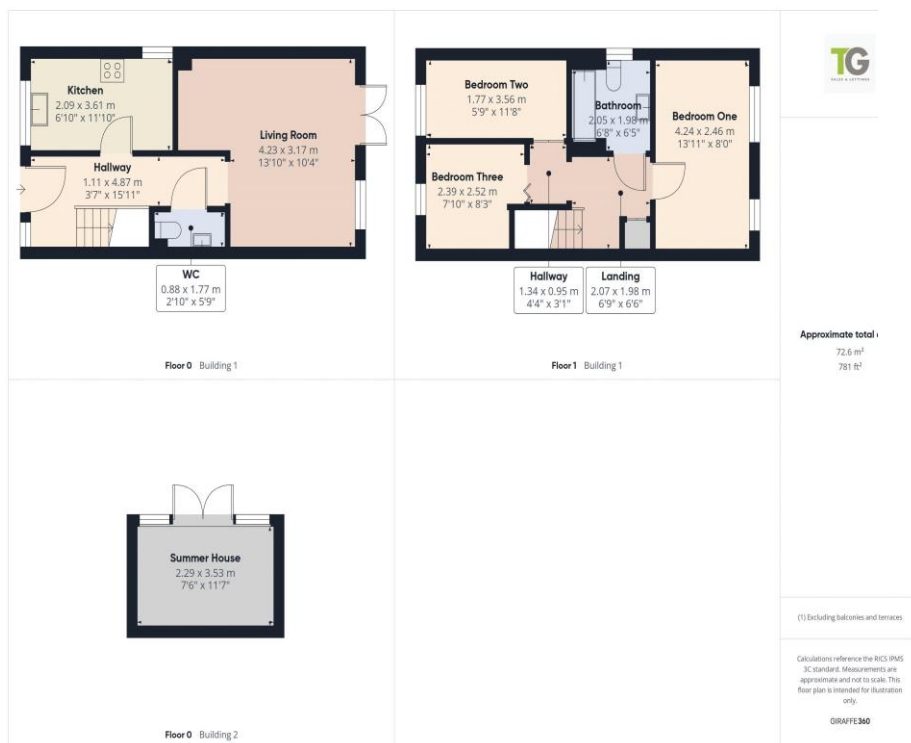 Kitchen
2.09 x 3.61 m
6'10" x 11'10"
Living Room
4.23 x 3.17 m
13'10" x 10'4"
Hallway
1.11 x 4.87 m
3'7" x 15'11"
WC
0.88 x 1.77 m
2'10" x 5'9"
Floor 0 Building 1
Bedroom Two
1.77 x 3.56 m
5'9" x 11'8"
Bathroom
2.05 x 1.98 m
6'8" x 6'5"
Bedroom One
4.24 x 2.46 m
13'11" x 8'0"
Bedroom Three
2.39 x 2.52 m
7'10" x 8'3"
Hallway
1.34 x 0.95 m
4'4" x 3'1"
Landing
2.07 x 1.98 m
6'9" x 6'6"
Floor 1 Building 1
Summer House
2.29 x 3.53 m
7'6" x 11'7"
Floor 0 Building 2
TG
SALES & LETTINGS
Approximate total
72.6 m²
781 ft²
(1) Excluding balconies and terraces
Calculations reference the RICS IPMS
3C standard. Measurements are
approximate and not to scale. This
floor plan is intended for illustration
only.
GIRAFFE360